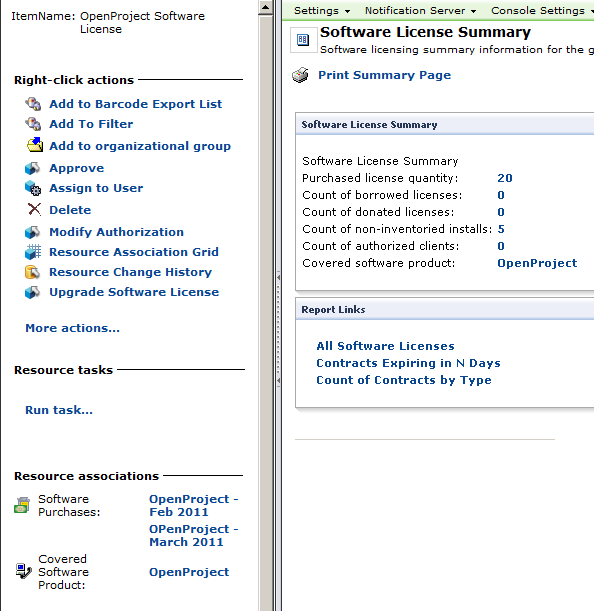 ItemName: OpenProject Software
License
Right-click actions
Add to Barcode Export List
Add To Filter
Add to organizational group
Approve
Assign to User
Delete
Modify Authorization
Resource Association Grid
Resource Change History
Upgrade Software License
More actions...
Resource tasks
Run task...
Resource associations
Software Purchases:
OpenProject -
Feb 2011
OPenProject -
March 2011
Covered Software Product:
OpenProject
Settings Notification Server Console Settings
Software License Summary
Software licensing summary information for the g
Print Summary Page
Software License Summary
Software License Summary
Purchased license quantity: 20
Count of borrowed licenses: 0
Count of donated licenses: 0
Count of non-inventoried installs: 5
Count of authorized clients: 0
Covered software product: OpenProject
Report Links
All Software Licenses
Contracts Expiring in N Days
Count of Contracts by Type